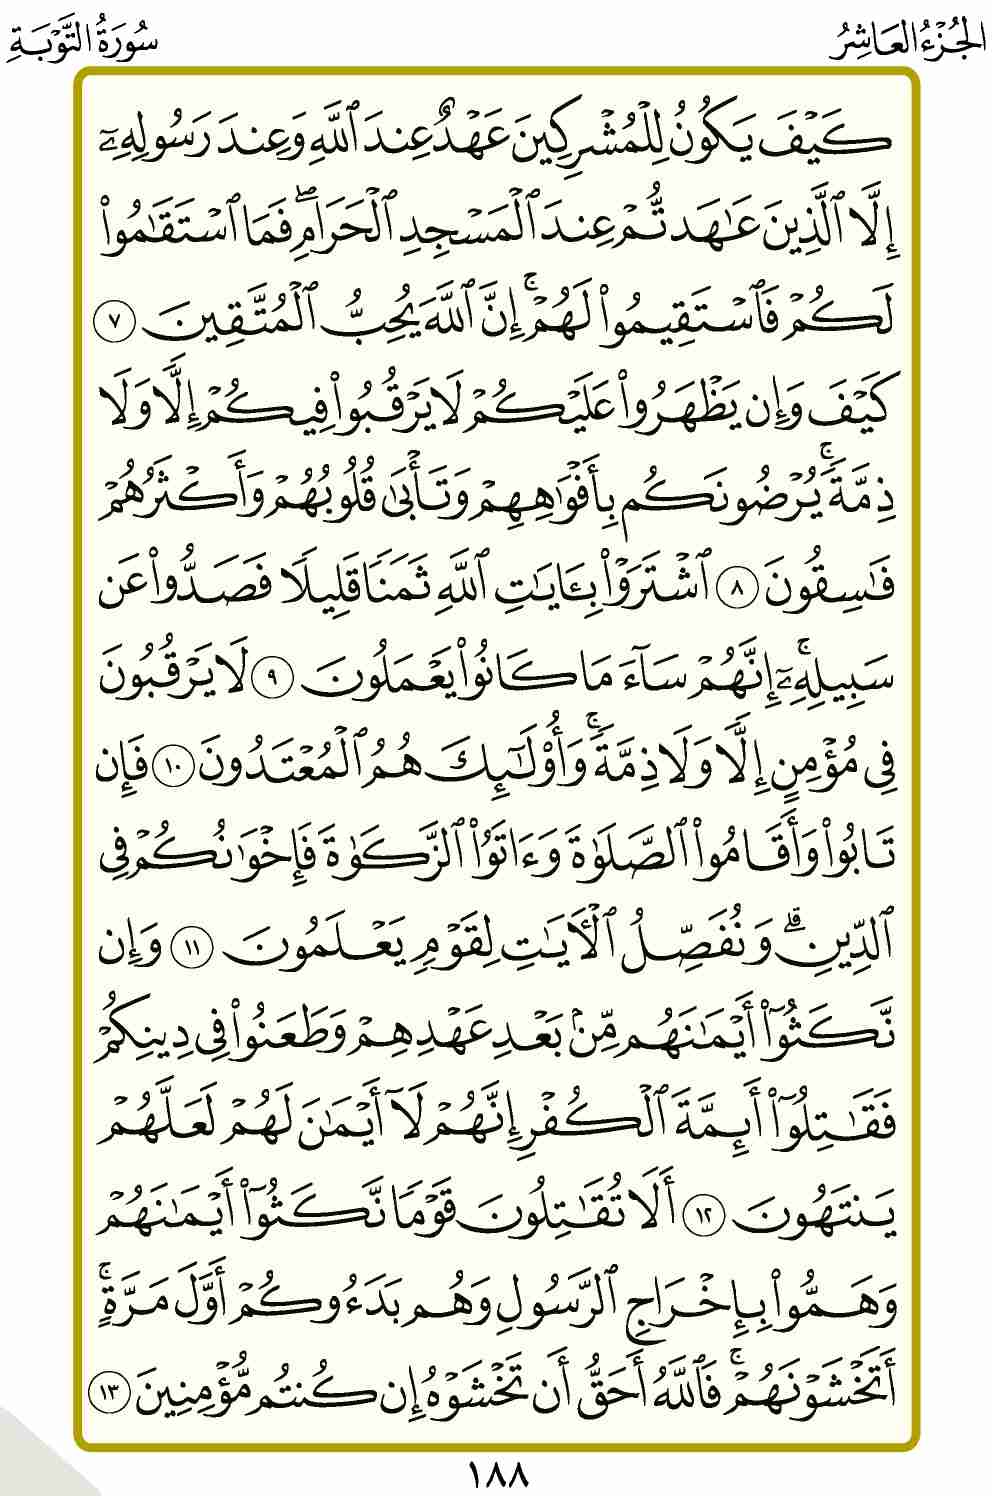 الجُزْءُ العَاشِرُ
سُورَةُ التَّوْبَةِ
كَيْفَ يَكُونُ لِلْمُشْرِكِينَ عَهْدٌ عِندَ ٱللَّهِ وَعِندَ رَسُولِهِۦٓ
إِلَّا ٱلَّذِينَ عَٰهَدتُّمْ عِندَ ٱلْمَسْجِدِ ٱلْحَرَامِ ۖ فَمَا ٱسْتَقَٰمُوا۟
لَكُمْ فَٱسْتَقِيمُوا۟ لَهُمْ ۚ إِنَّ ٱللَّهَ يُحِبُّ ٱلْمُتَّقِينَ ٧
كَيْفَ وَإِن يَظْهَرُوا۟ عَلَيْكُمْ لَا يَرْقُبُوا۟ فِيكُمْ إِلًّا وَلَا
ذِمَّةً ۚ يُرْضُونَكُم بِأَفْوَٰهِهِمْ وَتَأْبَىٰ قُلُوبُهُمْ وَأَكْثَرُهُمْ
فَٰسِقُونَ ٨ ٱشْتَرَوْا۟ بِـَٔايَٰتِ ٱللَّهِ ثَمَنًا قَلِيلًا فَصَدُّوا۟ عَن
سَبِيلِهِۦٓ ۚ إِنَّهُمْ سَآءَ مَا كَانُوا۟ يَعْمَلُونَ ٩ لَا يَرْقُبُونَ
فِى مُؤْمِنٍ إِلًّا وَلَا ذِمَّةً ۚ وَأُو۟لَٰٓئِكَ هُمُ ٱلْمُعْتَدُونَ ١٠ فَإِن
تَابُوا۟ وَأَقَامُوا۟ ٱلصَّلَوٰةَ وَءَاتَوُا۟ ٱلزَّكَوٰةَ فَإِخْوَٰنُكُمْ فِى
ٱلدِّينِ ۗ وَنُفَصِّلُ ٱلْـَٔايَٰتِ لِقَوْمٍ يَعْلَمُونَ ١١ وَإِن
نَّكَثُوٓا۟ أَيْمَٰنَهُم مِّنۢ بَعْدِ عَهْدِهِمْ وَطَعَنُوا۟ فِى دِينِكُمْ
فَقَٰتِلُوٓا۟ أَئِمَّةَ ٱلْكُفْرِ إِنَّهُمْ لَآ أَيْمَٰنَ لَهُمْ لَعَلَّهُمْ
يَنتَهُونَ ١٢ أَلَا تُقَٰتِلُونَ قَوْمًا نَّكَثُوٓا۟ أَيْمَٰنَهُمْ
وَهَمُّوا۟ بِإِخْرَاجِ ٱلرَّسُولِ وَهُم بَدَءُوكُمْ أَوَّلَ مَرَّةٍ ۚ
أَتَخْشَوْنَهُمْ ۚ فَٱللَّهُ أَحَقُّ أَن تَخْشَوْهُ إِن كُنتُم مُّؤْمِنِينَ ١٣
١٨٨